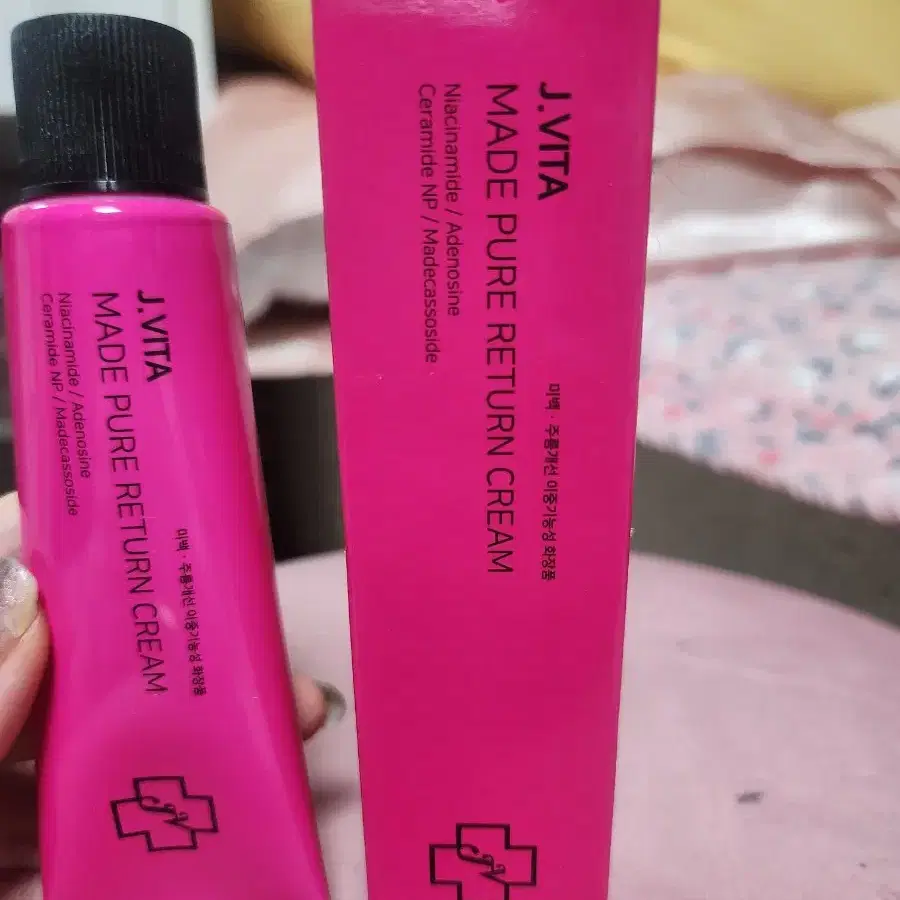 J.VITA
MADE PURE RETURN CREAM
Niacinamide / Adenosine
Ceramide NP / Madecassoside
미백 · 주름개선 이중기능성 화장품
JV
J.VITA
MADE PURE RETURN CREAM
Niacinamide / Adenosine
Ceramide NP / Madecassoside
미백 · 주름개선 이중기능성 화장품
JV